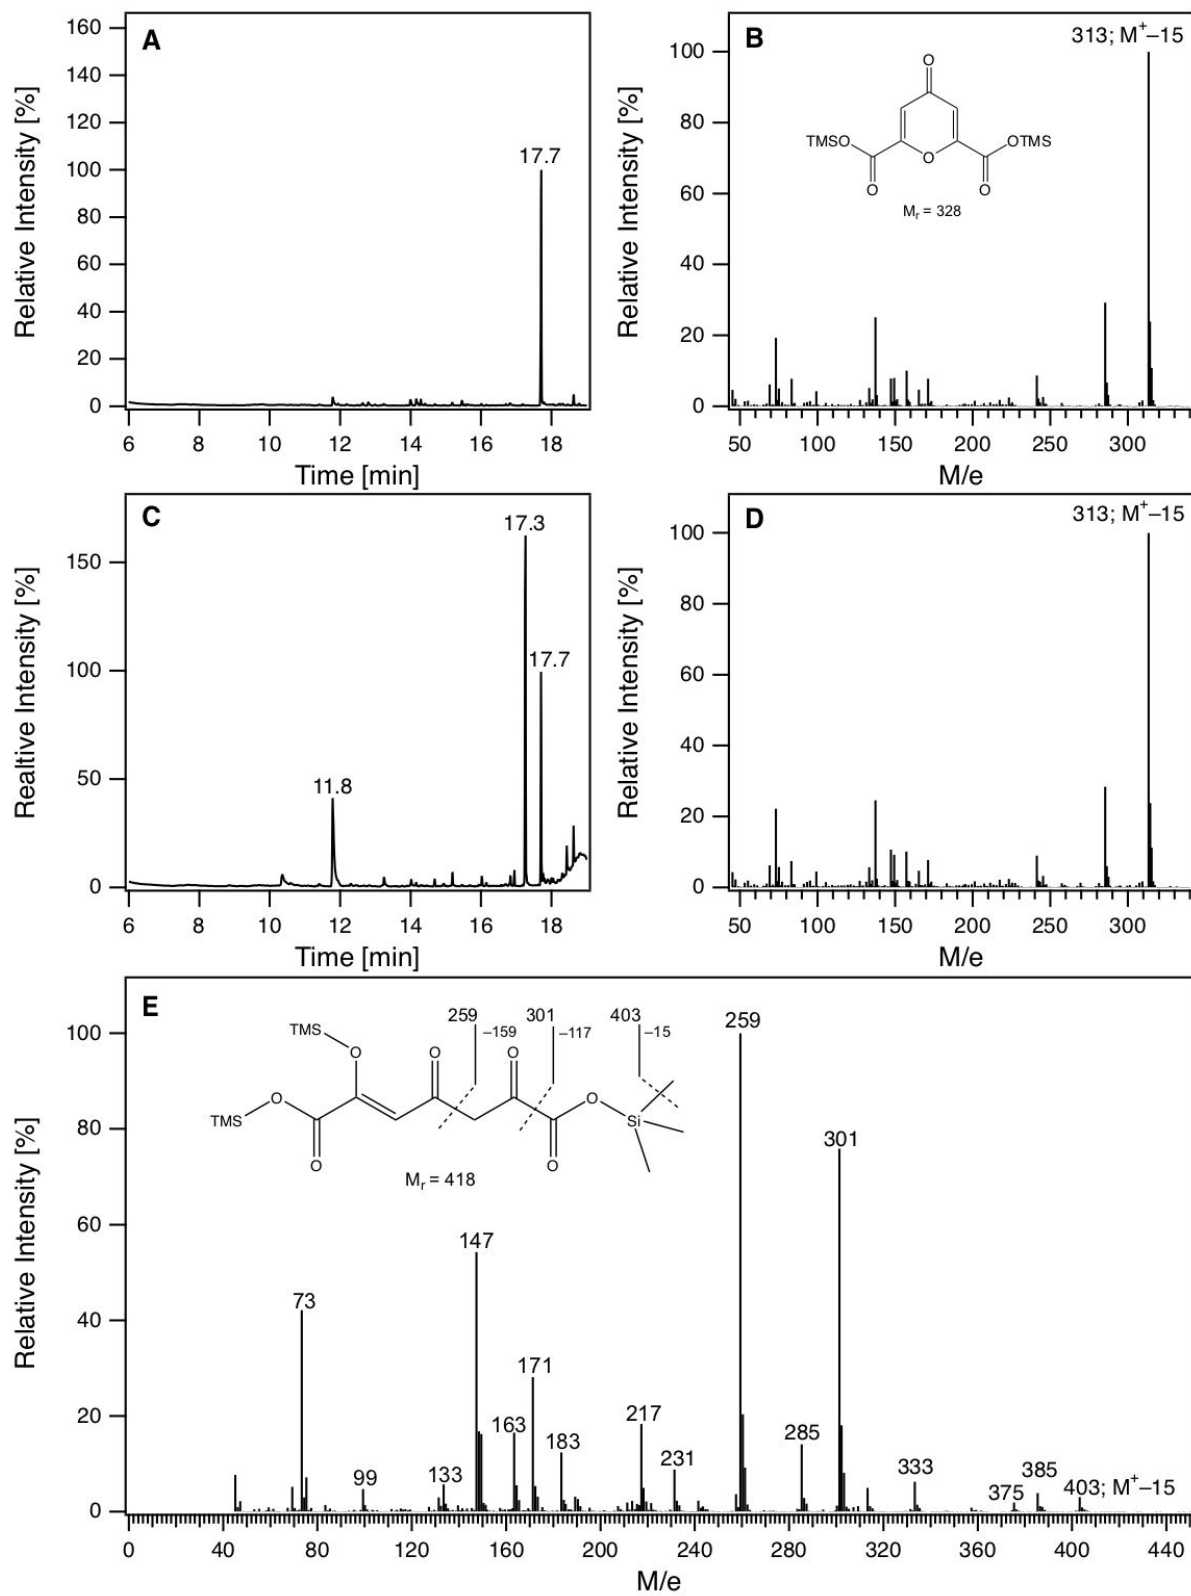 A
Relative Intensity [%]
160
140
120
100
80
60
40
20
0
17.7
6 8 10 12 14 16 18
Time [min]
B
313; M+–15
Relative Intensity [%]
100
80
60
40
20
0
O
TMSO
O
OTMS
O
O
Mr = 328
50 100 150 200 250 300
M/e
C
Realtive Intensity [%]
150
100
50
0
17.3
17.7
11.8
6 8 10 12 14 16 18
Time [min]
D
313; M+–15
Relative Intensity [%]
100
80
60
40
20
0
50 100 150 200 250 300
M/e
E
Relative Intensity [%]
100
80
60
40
20
0
259 301 403
–159 –117 –15
TMS
O O O
O O
TMS Si
O O
Mr = 418
259
301
147
73
171
217
163
183
285
231
133
99
333
385
375
403; M+–15
0 40 80 120 160 200 240 280 320 360 400 440
M/e